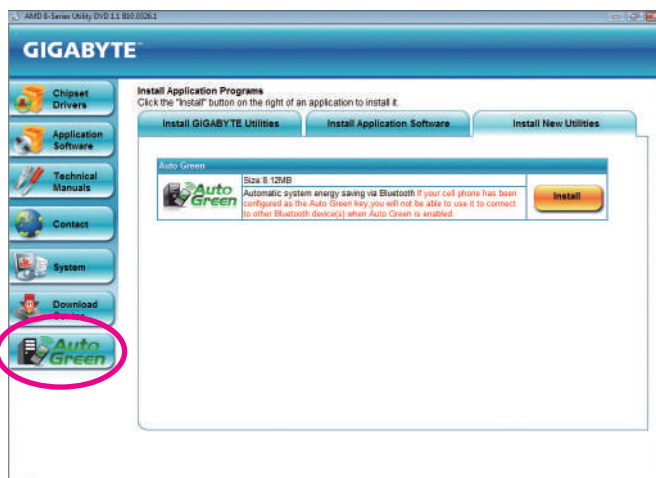 AMD 8-Series Utility DVD 1.1 B10.0326.1
GIGABYTE™
Chipset
Drivers
Application
Software
Technical
Manuals
Contact
System
Download
Auto
Green
Install Application Programs
Click the "Install" button on the right of an application to install it.
Install GIGABYTE Utilities
Install Application Software
Install New Utilities
Auto Green
Auto
Green
Size:8.12MB
Automatic system energy saving via Bluetooth If your cell phone has been
configured as the Auto Green key,you will not be able to use it to connect
to other Bluetooth device(s) when Auto Green is enabled.
Install